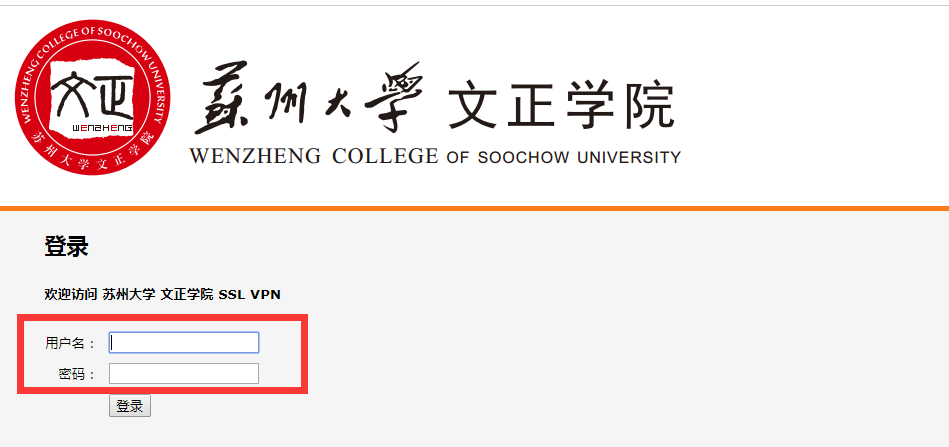 WENZHENG COLLEGE OF SOOCHOW UNIVERSITY
文正
WENZHENG
苏州大学文正学院
蘇州大學 文正学院
WENZHENG COLLEGE OF SOOCHOW UNIVERSITY
登录
欢迎访问 苏州大学 文正学院 SSL VPN
用户名：
密码：
登录